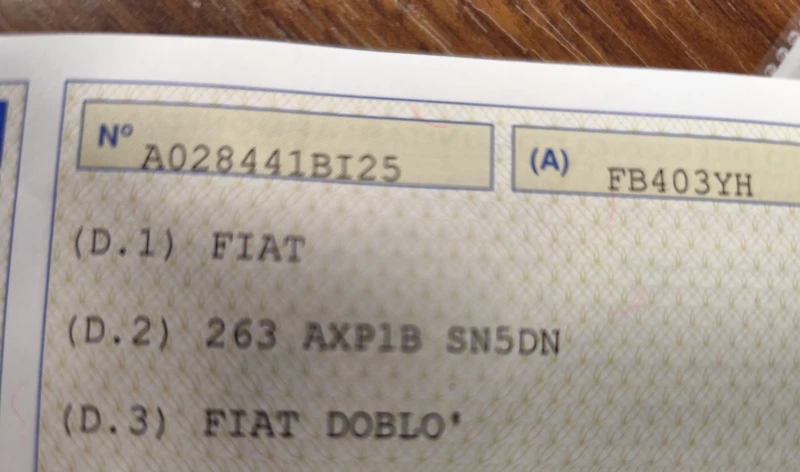 N° A028441BI25
(A) FB403YH
(D.1) FIAT
(D.2) 263 AXP1B SN5DN
(D.3) FIAT DOBLO'